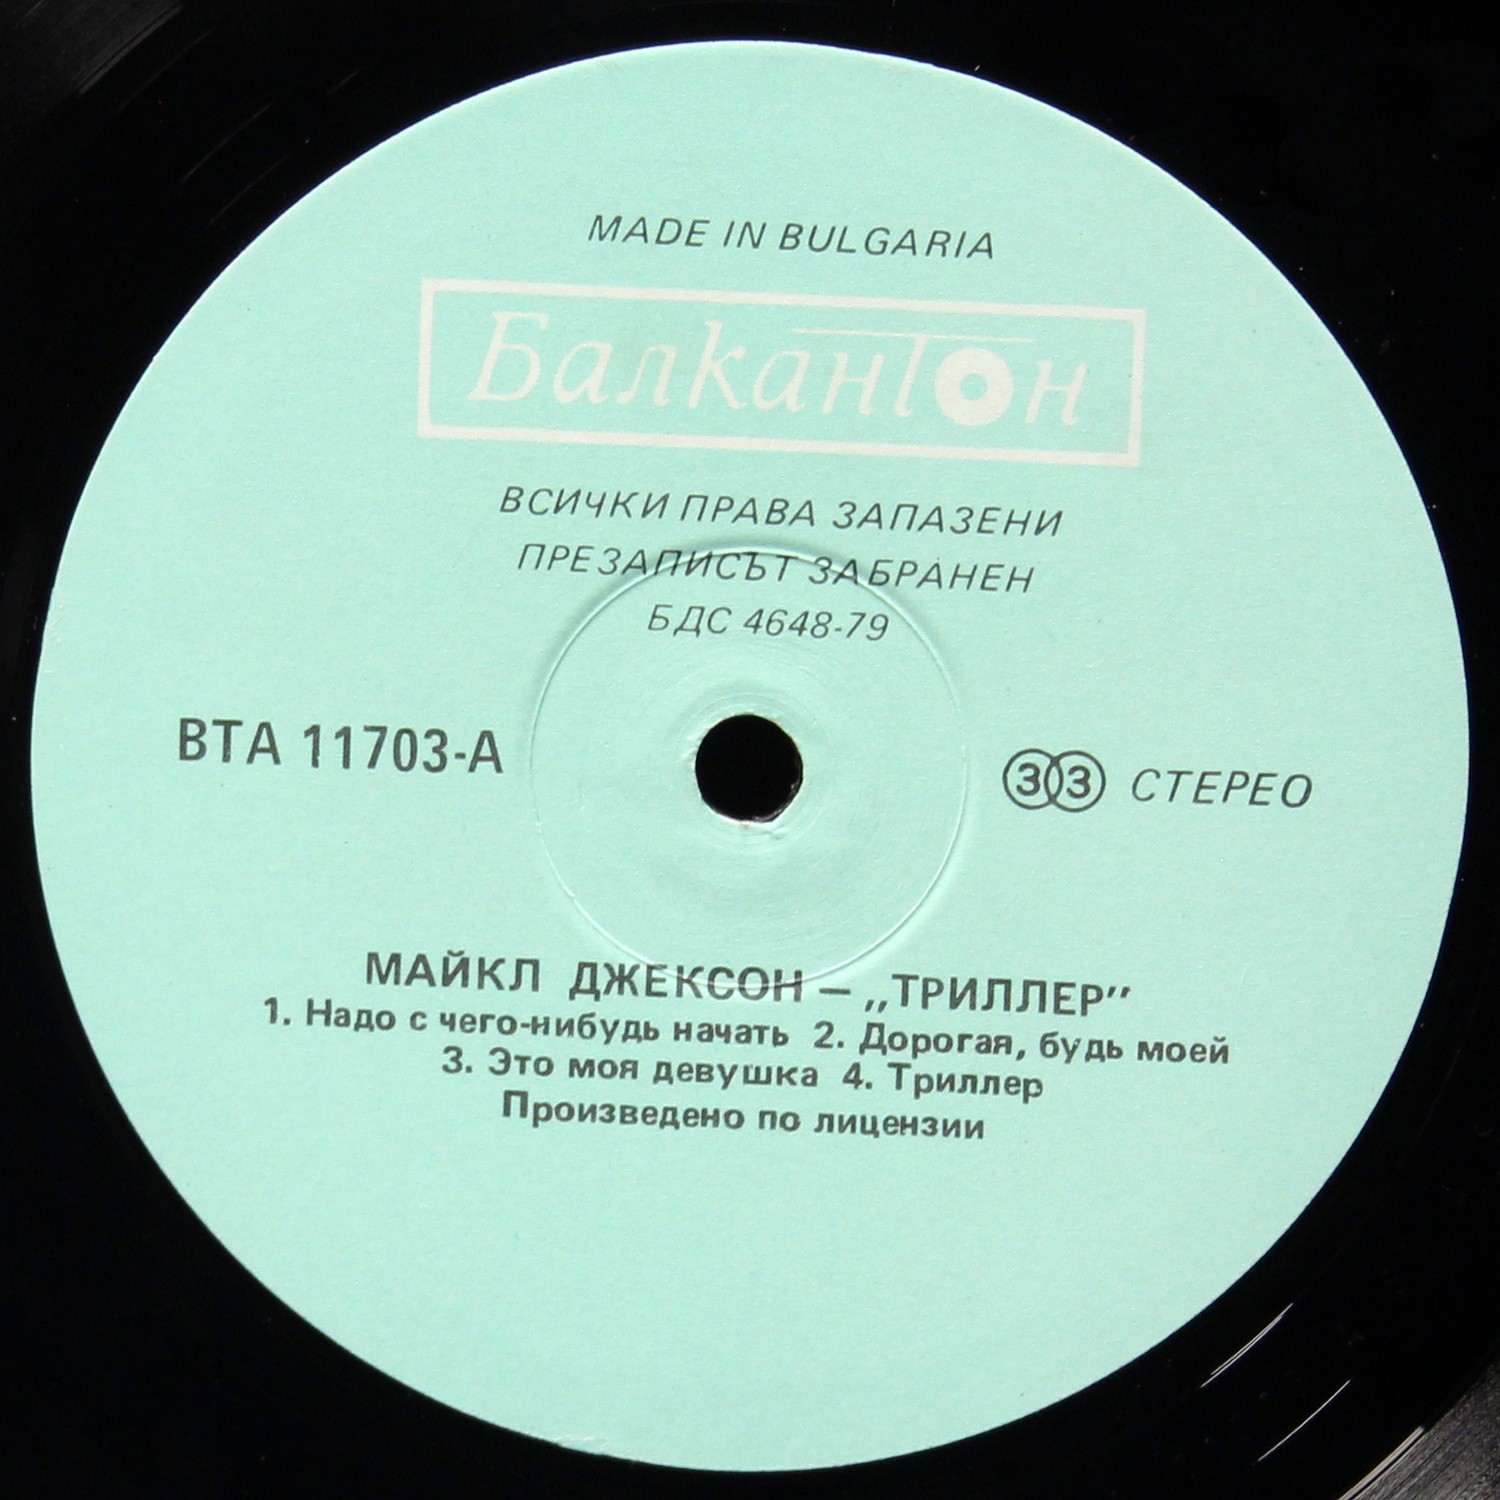 MADE IN BULGARIA
Балкантон
ВСИЧКИ ПРАВА ЗАПАЗЕНИ
ПРЕЗАПИСЪТ ЗАБРАНЕН
БДС 4648-79
ВТА 11703-А
33 СТЕРЕО
МАЙКЛ ДЖЕКСОН – „ТРИЛЛЕР”
1. Надо с чего-нибудь начать 2. Дорогая, будь моей
3. Это моя девушка 4. Триллер
Произведено по лицензии